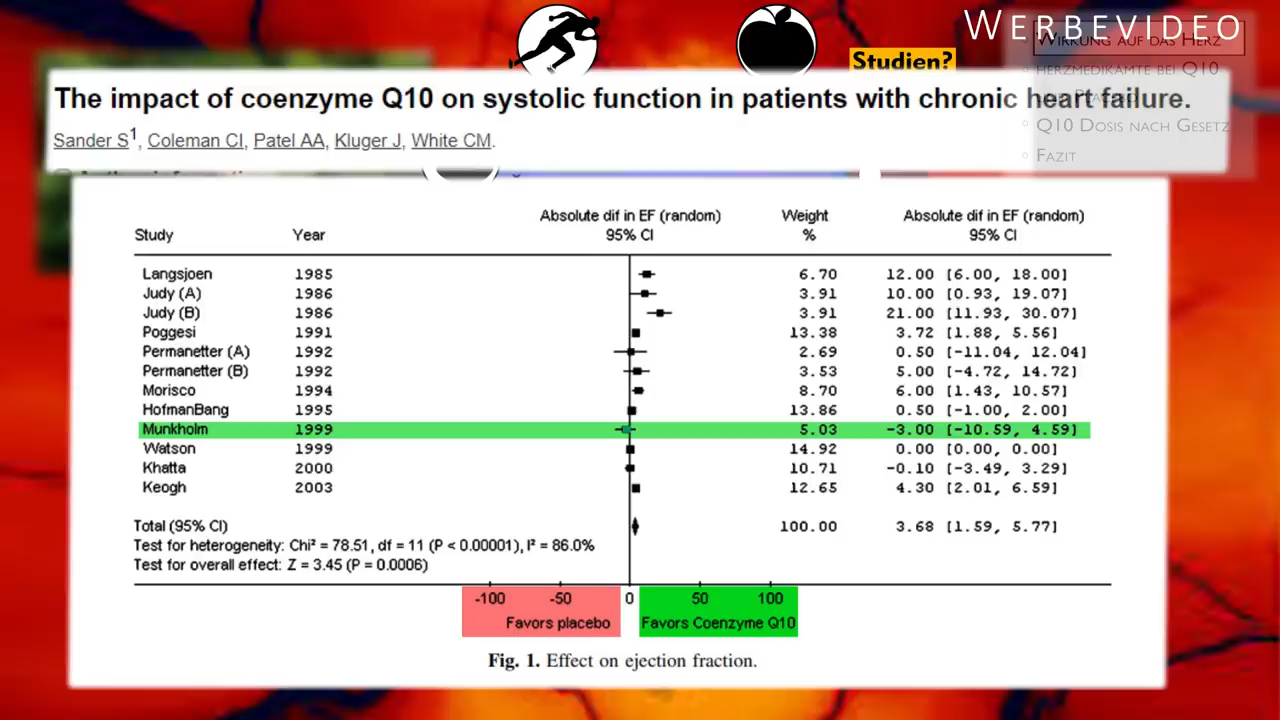 WERBEVIDEO
WIRKUNG AUF DAS HERZ
Studien?
HERZMEDIKAMTE BEI Q10
The impact of coenzyme Q10 on systolic function in patients with chronic heart failure.
Q10 DOSIS NACH GESETZ
Sander S1, Coleman CI, Patel AA, Kluger J, White CM.
FAZIT
Absolute dif in EF (random) Weight Absolute dif in EF (random)
Study Year 95% CI % 95% CI
Langsjoen 1985 6.70 12.00 [6.00, 18.00]
Judy (A) 1986 3.91 10.00 [0.93, 19.07]
Judy (B) 1986 3.91 21.00 [11.93, 30.07]
Poggesi 1991 13.38 3.72 [1.88, 5.56]
Permanetter (A) 1992 2.69 0.50 [-11.04, 12.04]
Permanetter (B) 1992 3.53 5.00 [-4.72, 14.72]
Morisco 1994 8.70 6.00 [1.43, 10.57]
HofmanBang 1995 13.86 0.50 [-1.00, 2.00]
Munkholm 1999 5.03 -3.00 [-10.59, 4.59]
Watson 1999 14.92 0.00 [0.00, 0.00]
Khatta 2000 10.71 -0.10 [-3.49, 3.29]
Keogh 2003 12.65 4.30 [2.01, 6.59]
Total (95% CI) 100.00 3.68 [1.59, 5.77]
Test for heterogeneity: Chi² = 78.51, df = 11 (P < 0.00001), I² = 86.0%
Test for overall effect: Z = 3.45 (P = 0.0006)
-100 -50 0 50 100
Favors placebo Favors Coenzyme Q10
Fig. 1. Effect on ejection fraction.